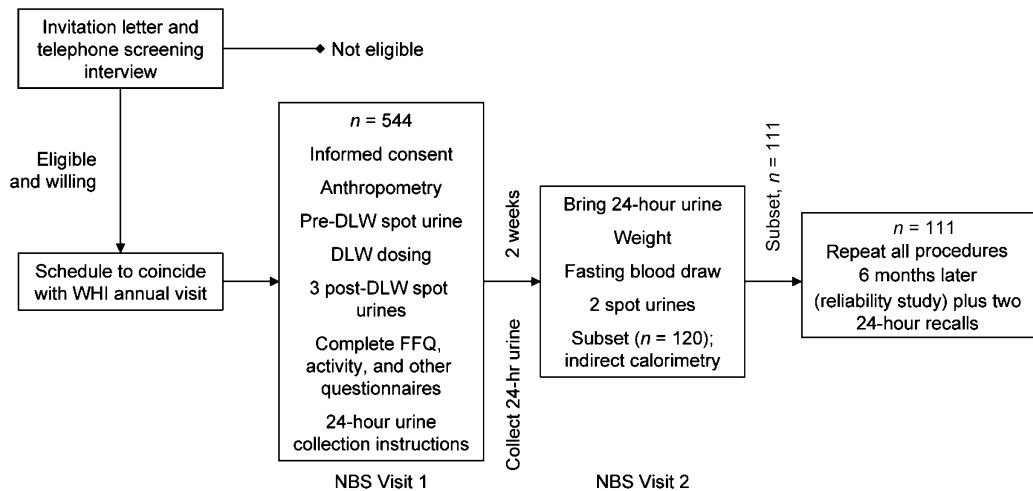 Invitation letter and
telephone screening
interview
Not eligible
Eligible
and willing
Schedule to coincide
with WHI annual visit
n = 544
Informed consent
Anthropometry
Pre-DLW spot urine
DLW dosing
3 post-DLW spot
urines
Complete FFQ,
activity, and other
questionnaires
24-hour urine
collection instructions
NBS Visit 1
2 weeks
Collect 24-hr urine
Bring 24-hour urine
Weight
Fasting blood draw
2 spot urines
Subset (n = 120);
indirect calorimetry
NBS Visit 2
Subset, n = 111
n = 111
Repeat all procedures
6 months later
(reliability study) plus two
24-hour recalls